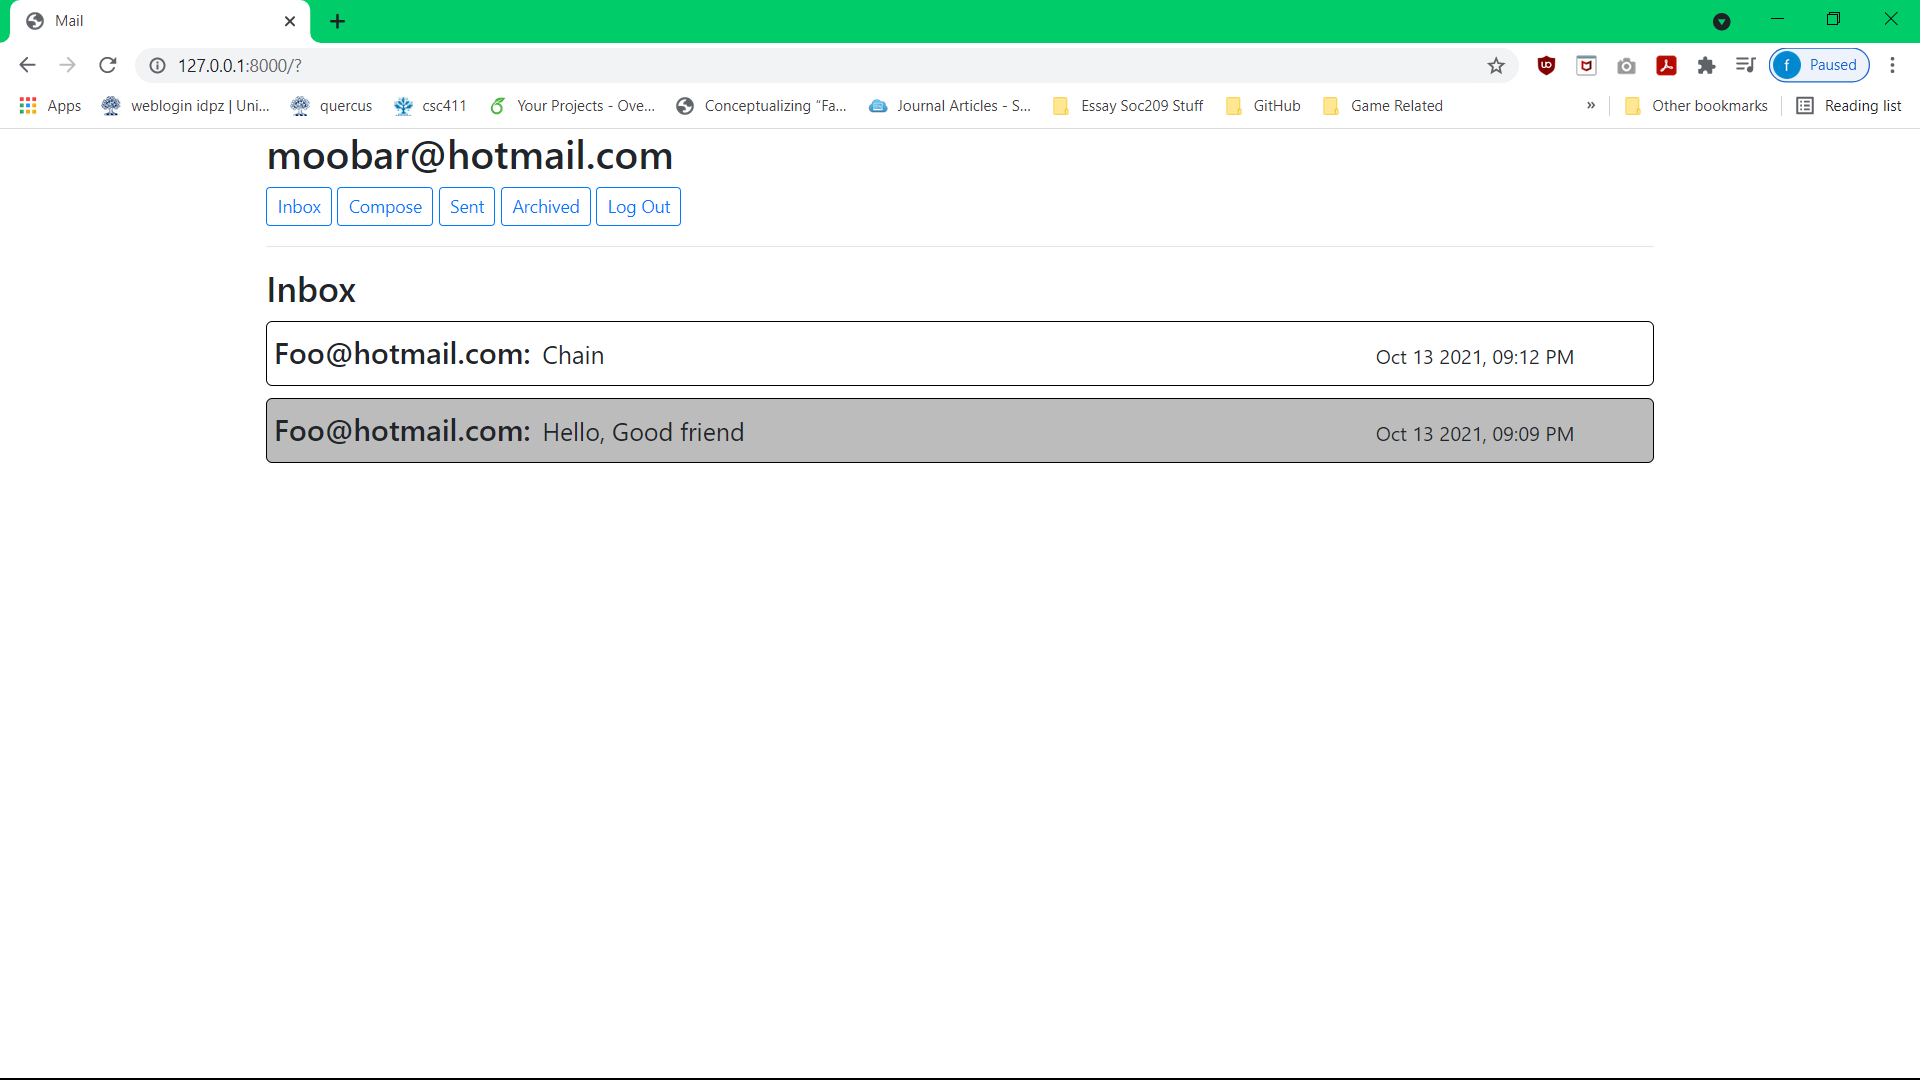 Mail
127.0.0.1:8000/?
f Paused
Apps weblogin idpz | Uni... quercus csc411 Your Projects - Ove... Conceptualizing “Fa... Journal Articles - S... Essay Soc209 Stuff GitHub Game Related » Other bookmarks Reading list
moobar@hotmail.com
Inbox Compose Sent Archived Log Out
Inbox
Foo@hotmail.com: Chain Oct 13 2021, 09:12 PM
Foo@hotmail.com: Hello, Good friend Oct 13 2021, 09:09 PM